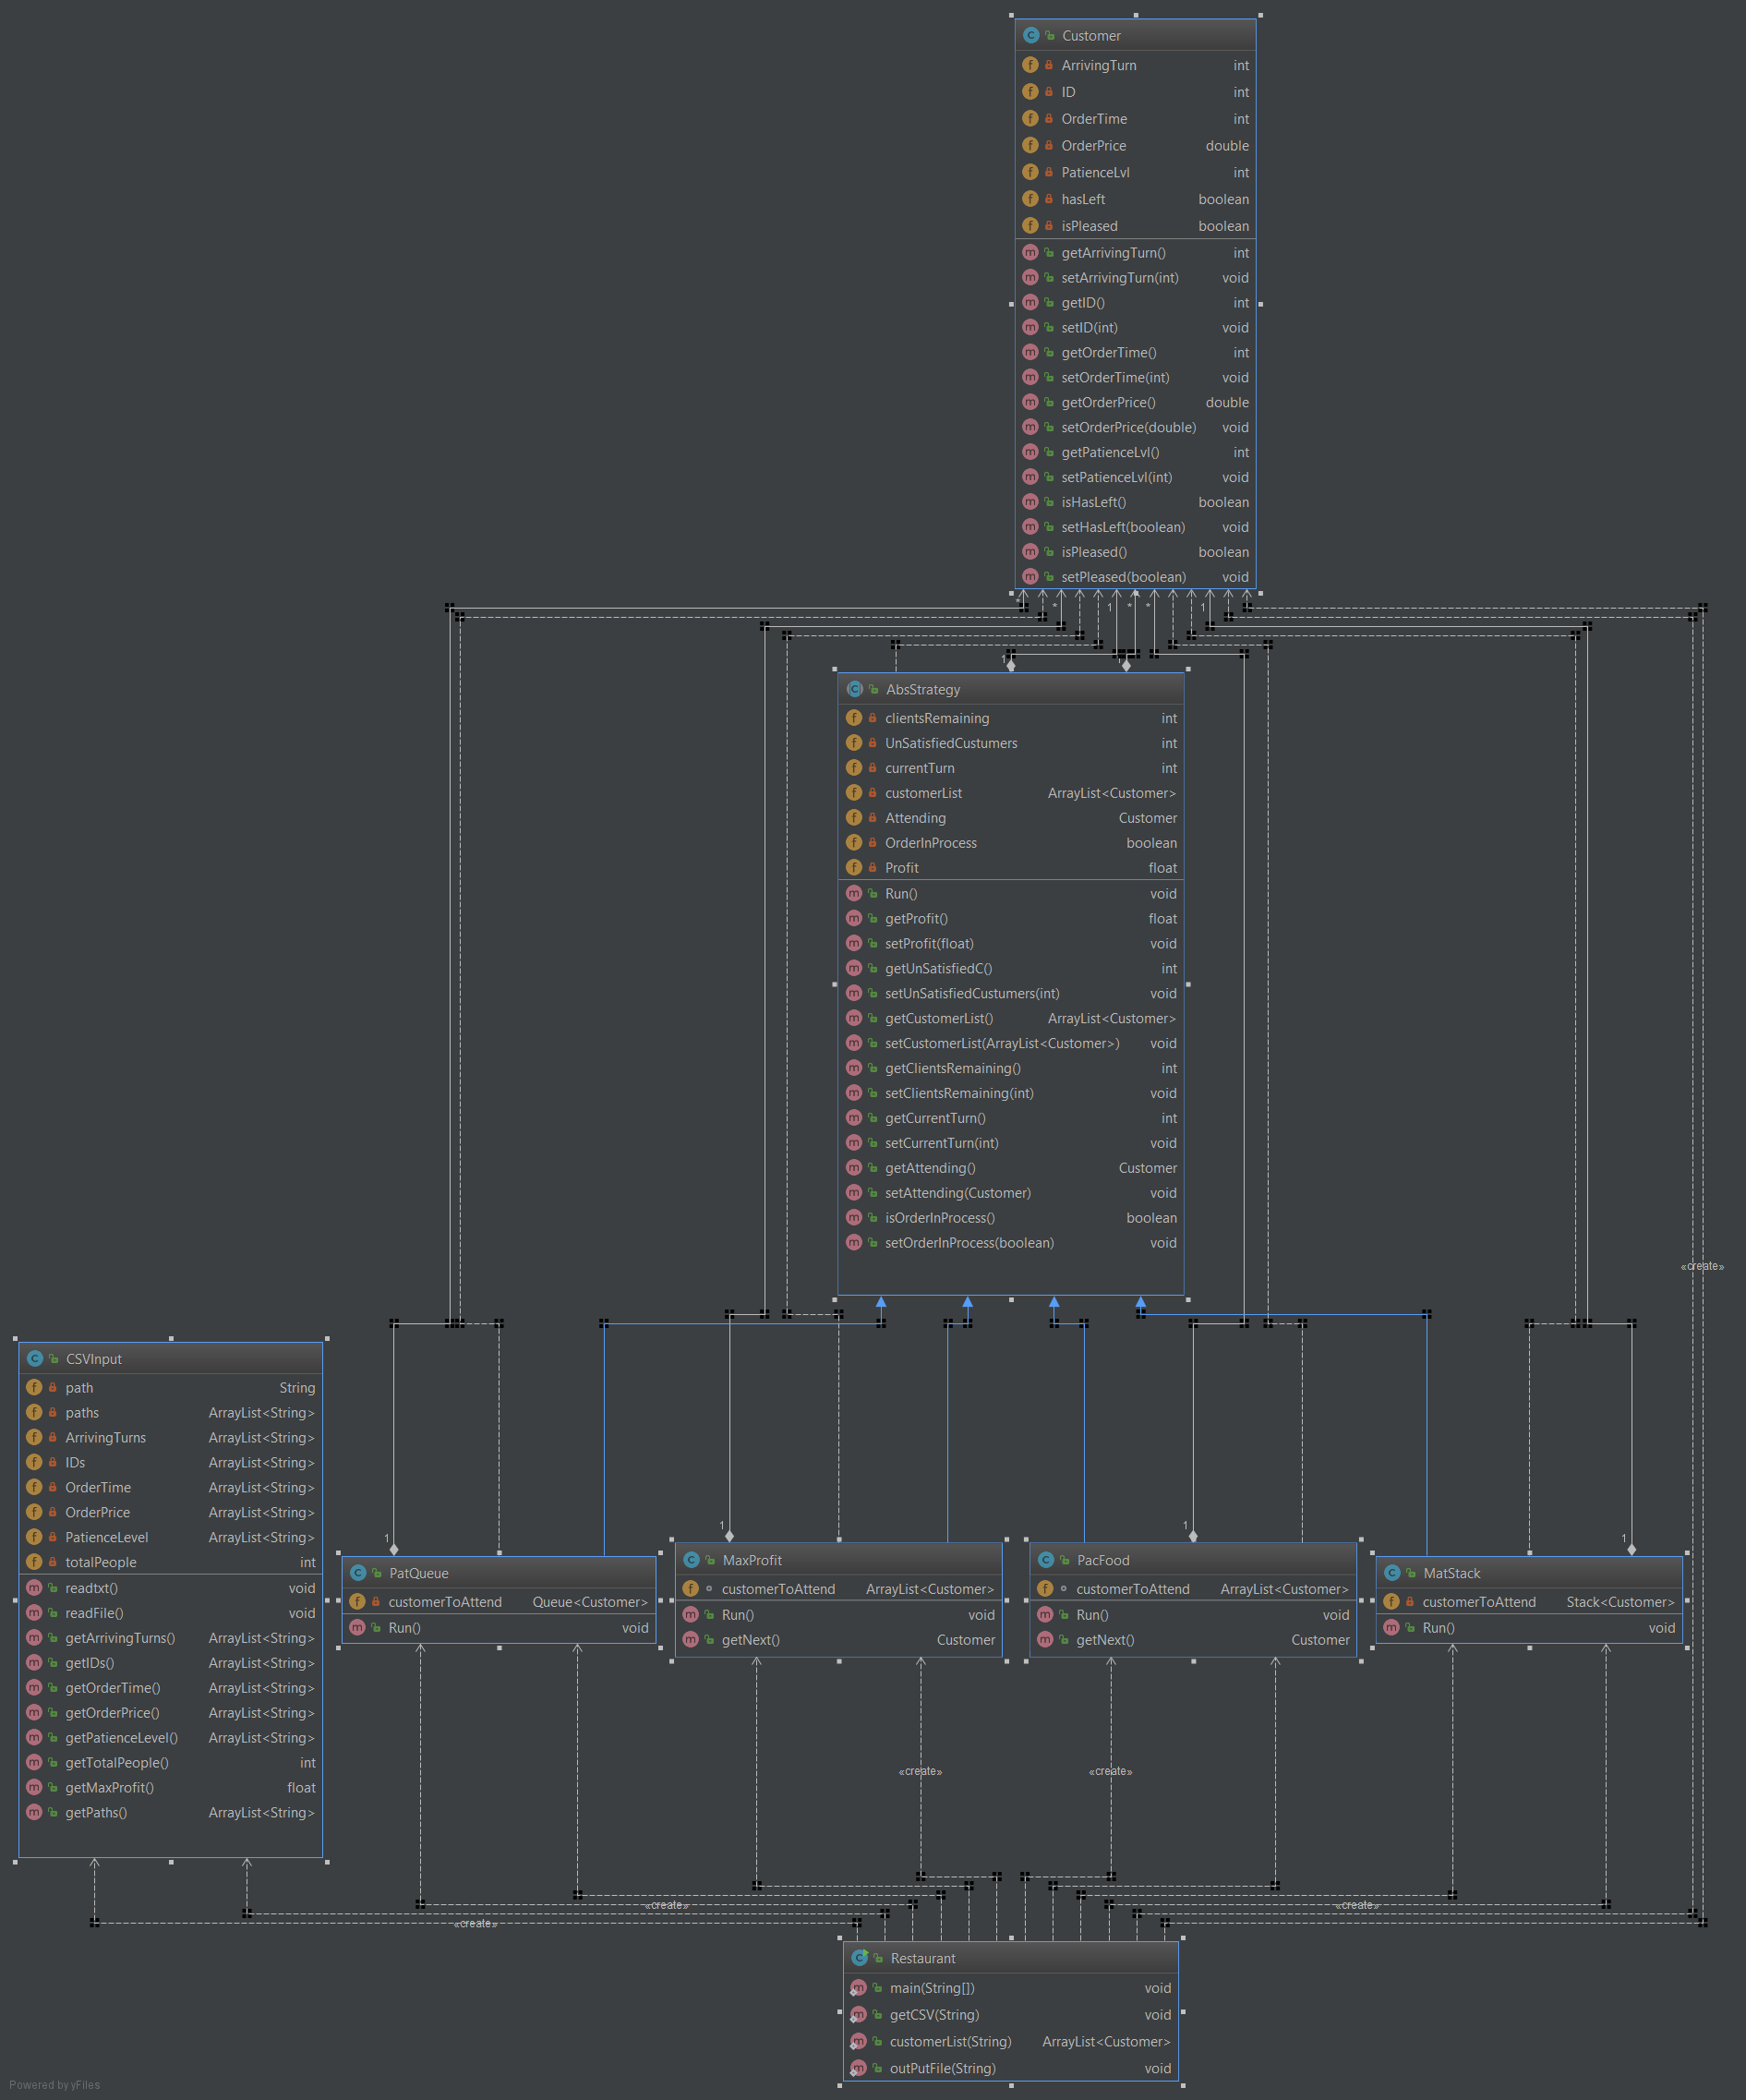 Customer
ArrivingTurn int
ID int
OrderTime int
OrderPrice double
PatienceLvl int
hasLeft boolean
isPleased boolean
getArrivingTurn() int
setArrivingTurn(int) void
getID() int
setID(int) void
getOrderTime() int
setOrderTime(int) void
getOrderPrice() double
setOrderPrice(double) void
getPatienceLvl() int
setPatienceLvl(int) void
isHasLeft() boolean
setHasLeft(boolean) void
isPleased() boolean
setPleased(boolean) void
* * 1 * * 1
1 1
AbsStrategy
clientsRemaining int
UnSatisfiedCustumers int
currentTurn int
customerList ArrayList<Customer>
Attending Customer
OrderInProcess boolean
Profit float
Run() void
getProfit() float
setProfit(float) void
getUnSatisfiedC() int
setUnSatisfiedCustumers(int) void
getCustomerList() ArrayList<Customer>
setCustomerList(ArrayList<Customer>) void
getClientsRemaining() int
setClientsRemaining(int) void
getCurrentTurn() int
setCurrentTurn(int) void
getAttending() Customer
setAttending(Customer) void
isOrderInProcess() boolean
setOrderInProcess(boolean) void
«create»
CSVInput
path String
paths ArrayList<String>
ArrivingTurns ArrayList<String>
IDs ArrayList<String>
OrderTime ArrayList<String>
OrderPrice ArrayList<String>
PatienceLevel ArrayList<String>
totalPeople int
readtxt() void
readFile() void
getArrivingTurns() ArrayList<String>
getIDs() ArrayList<String>
getOrderTime() ArrayList<String>
getOrderPrice() ArrayList<String>
getPatienceLevel() ArrayList<String>
getTotalPeople() int
getMaxProfit() float
getPaths() ArrayList<String>
1
PatQueue
customerToAttend Queue<Customer>
Run() void
1
MaxProfit
customerToAttend ArrayList<Customer>
Run() void
getNext() Customer
1
PacFood
customerToAttend ArrayList<Customer>
Run() void
getNext() Customer
1
MatStack
customerToAttend Stack<Customer>
Run() void
«create»
«create»
«create»
«create»
«create»
Restaurant
main(String[]) void
getCSV(String) void
customerList(String) ArrayList<Customer>
outPutFile(String) void
Powered by yFiles